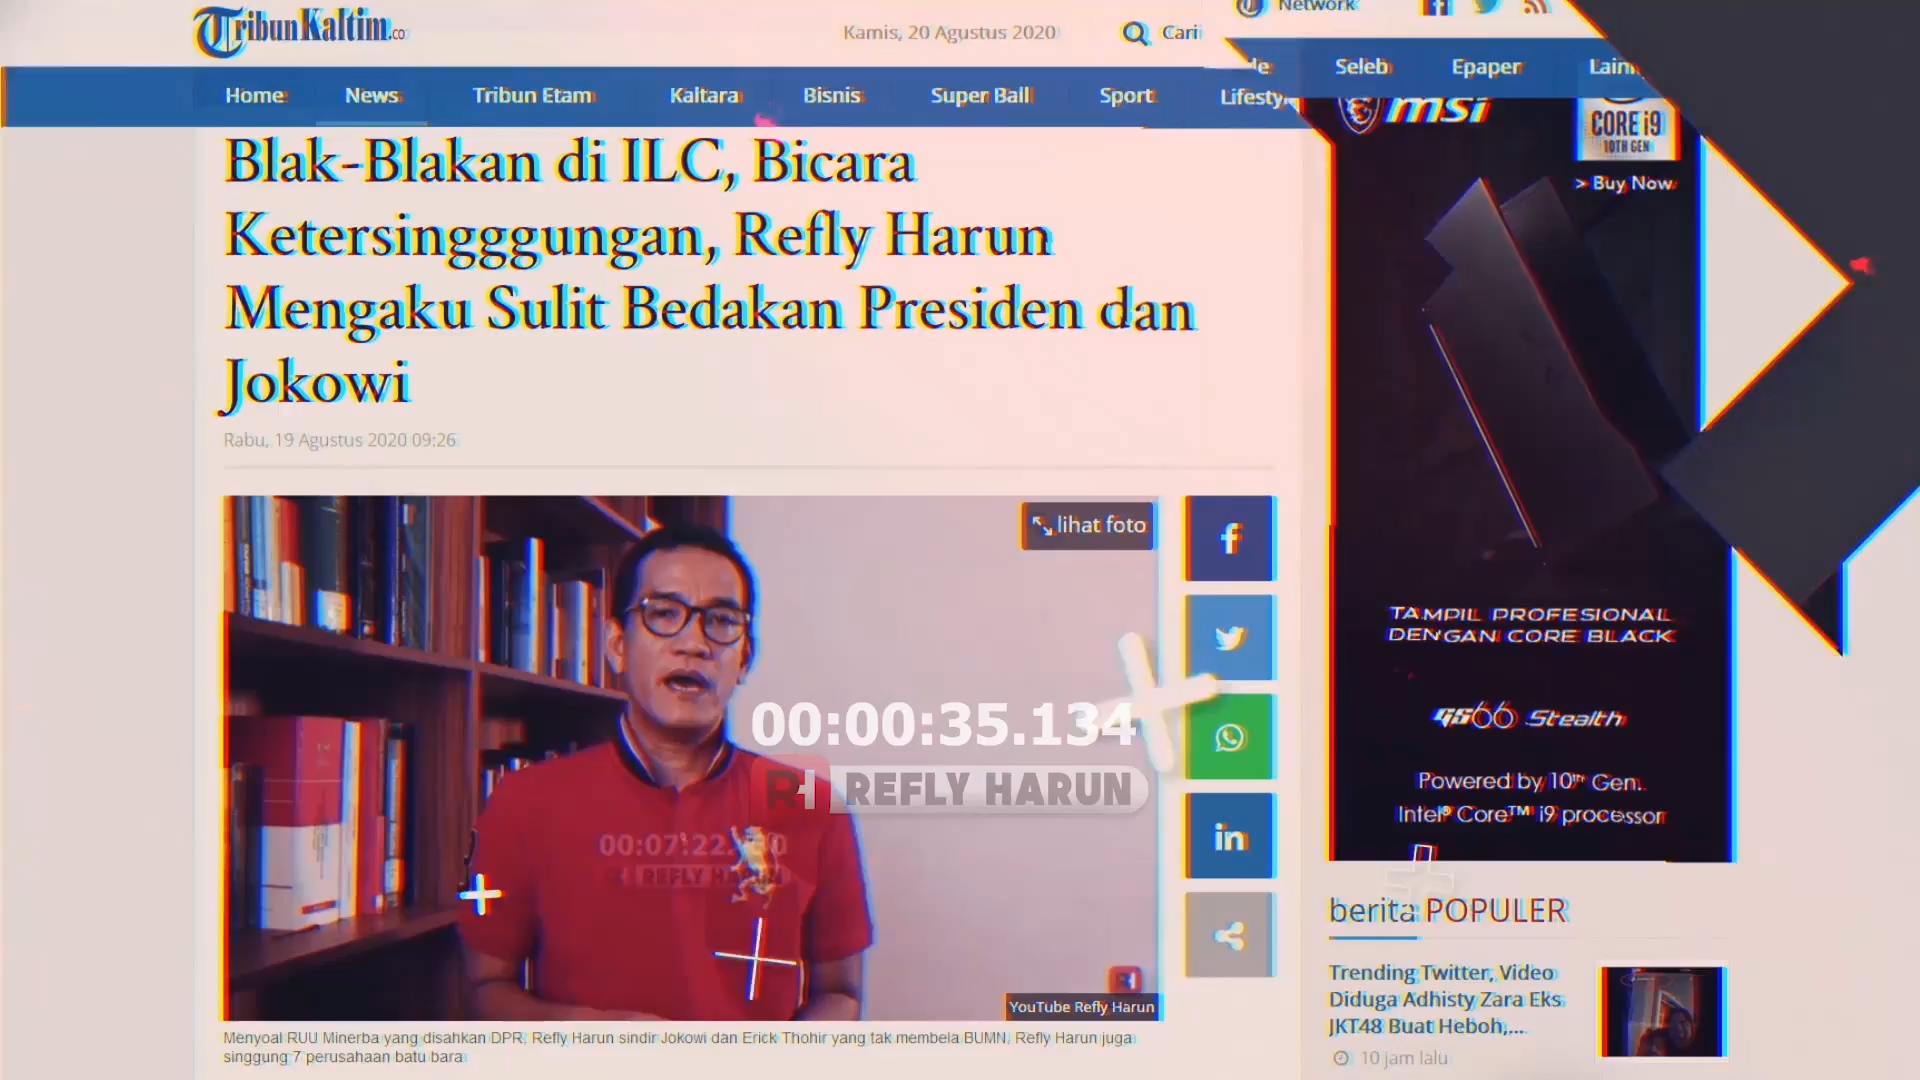 TribunKaltim.co
Kamis, 20 Agustus 2020
Cari
Network
Home
News
Tribun Etam
Kaltara
Bisnis
Super Ball
Sport
Seleb
Epaper
Blak-Blakan di ILC, Bicara
Ketersingggungan, Refly Harun
Mengaku Sulit Bedakan Presiden dan
Jokowi
Rabu, 19 Agustus 2020 09:26
lihat foto
00:00:35.134
RH REFLY HARUN
REFLY HARUN
YouTube Refly Harun
Menyoal RUU Minerba yang disahkan DPR, Refly Harun sindir Jokowi dan Erick Thohir yang tak membela BUMN, Refly Harun juga
singgung 7 perusahaan batu bara
msi
CORE i9
10TH GEN
> Buy Now
TAMPIL PROFESIONAL
DENGAN CORE BLACK
GS66 Stealth
Powered by 10th Gen.
Intel® Core™ i9 processor
berita POPULER
Trending Twitter, Video
Diduga Adhisty Zara Eks
JKT48 Buat Heboh,...
10 jam lalu